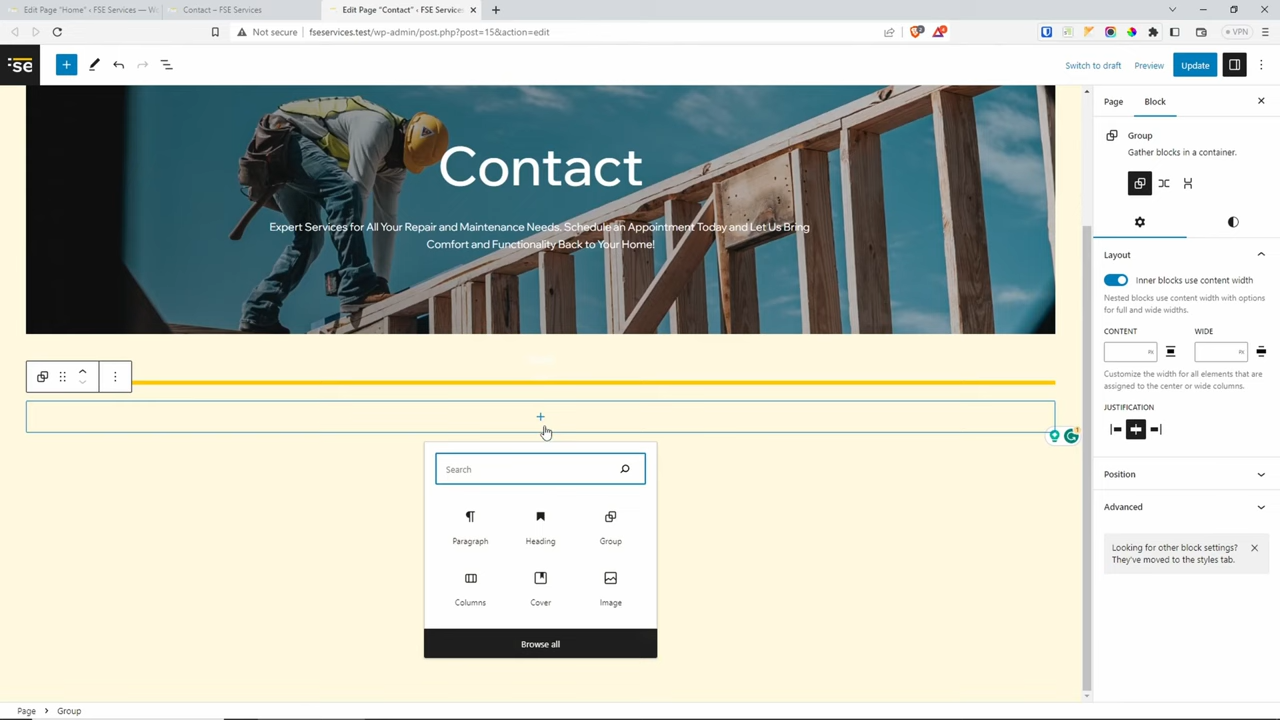 Edit Page "Home" ‹ FSE Services — W
Contact – FSE Services
Edit Page "Contact" ‹ FSE Services
Not secure
fseservices.test/wp-admin/post.php?post=15&action=edit
VPN
:se
Switch to draft
Preview
Update
Page
Block
Group
Gather blocks in a container.
Contact
Expert Services for All Your Repair and Maintenance Needs. Schedule an Appointment Today and Let Us Bring
Comfort and Functionality Back to Your Home!
Layout
Inner blocks use content width
Nested blocks use content width with options
for full and wide widths.
CONTENT
WIDE
Customize the width for all elements that are
assigned to the center or wide columns.
JUSTIFICATION
Position
Advanced
Looking for other block settings?
They've moved to the styles tab.
Search
Paragraph
Heading
Group
Columns
Cover
Image
Browse all
Page
Group